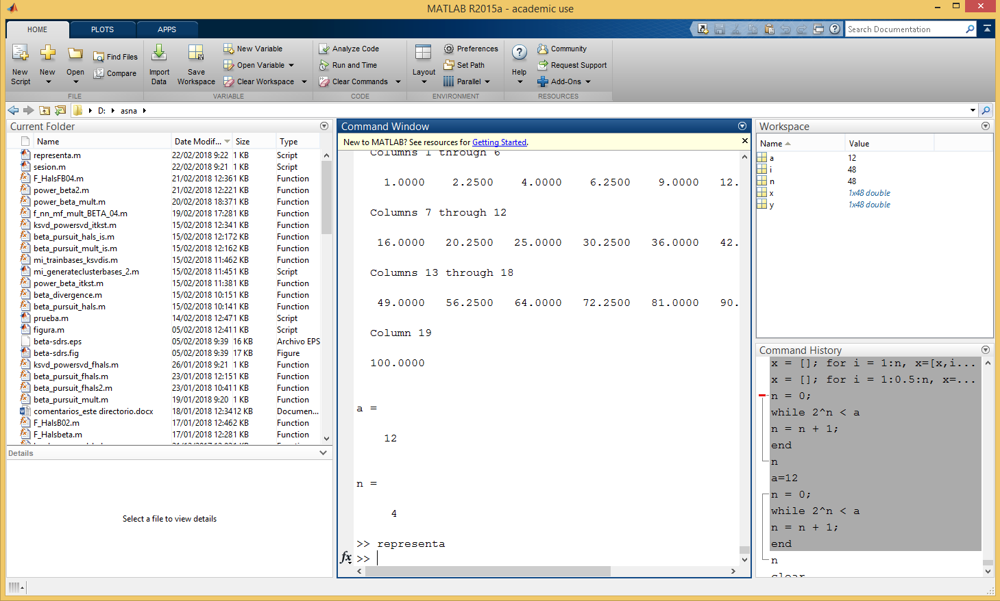 MATLAB R2015a - academic use
HOME PLOTS APPS
Search Documentation
New Script
New
Open
Find Files
Compare
Import Data
Save Workspace
New Variable
Open Variable
Clear Workspace
Analyze Code
Run and Time
Clear Commands
Layout
Preferences
Set Path
Parallel
Help
Community
Request Support
Add-Ons
FILE VARIABLE CODE ENVIRONMENT RESOURCES
D: asna
Current Folder
Name Date Modif... Size Type
representa.m 22/02/2018 9:22 1 KB Script
sesion.m 22/02/2018 9:21 1 KB Script
F_HalsFB04.m 21/02/2018 12:36 1 KB Function
power_beta2.m 21/02/2018 12:22 1 KB Function
power_beta_mult.m 20/02/2018 18:37 1 KB Function
f_nn_mf_mult_BETA_04.m 19/02/2018 17:28 1 KB Function
ksvd_powersvd_itkst.m 15/02/2018 12:34 1 KB Function
beta_pursuit_hals_is.m 15/02/2018 12:17 2 KB Function
beta_pursuit_mult_is.m 15/02/2018 12:16 2 KB Function
mi_trainbases_ksvdis.m 15/02/2018 11:46 2 KB Function
mi_generateclusterbases_2.m 15/02/2018 11:45 1 KB Script
power_beta_itkst.m 15/02/2018 11:38 1 KB Function
beta_divergence.m 15/02/2018 10:15 1 KB Function
beta_pursuit_hals.m 15/02/2018 10:14 1 KB Function
prueba.m 14/02/2018 12:47 1 KB Script
figura.m 05/02/2018 12:41 1 KB Script
beta-sdrs.eps 05/02/2018 9:39 16 KB Archivo EPS
beta-sdrs.fig 05/02/2018 9:39 17 KB Figure
ksvd_powersvd_fhals.m 26/01/2018 9:21 1 KB Function
beta_pursuit_fhals.m 23/01/2018 12:15 1 KB Function
beta_pursuit_fhals2.m 23/01/2018 10:41 1 KB Function
beta_pursuit_mult.m 19/01/2018 9:20 1 KB Function
comentarios_este directorio.docx 18/01/2018 12:34 12 KB Documen...
F_HalsB02.m 17/01/2018 12:46 2 KB Function
F_Halsbeta.m 17/01/2018 12:28 1 KB Function
Details
Select a file to view details
Command Window
New to MATLAB? See resources for Getting Started.
Columns 1 through 6
1.0000 2.2500 4.0000 6.2500 9.0000 12.
Columns 7 through 12
16.0000 20.2500 25.0000 30.2500 36.0000 42.
Columns 13 through 18
49.0000 56.2500 64.0000 72.2500 81.0000 90.
Column 19
100.0000
a =
12
n =
4
>> representa
fx >>
Workspace
Name Value
a 12
i 48
n 48
x 1x48 double
y 1x48 double
Command History
x = []; for i = 1:n, x=[x,i...
x = []; for i = 1:0.5:n, x=...
n = 0;
while 2^n < a
n = n + 1;
end
n
a=12
n = 0;
while 2^n < a
n = n + 1;
end
n
clear